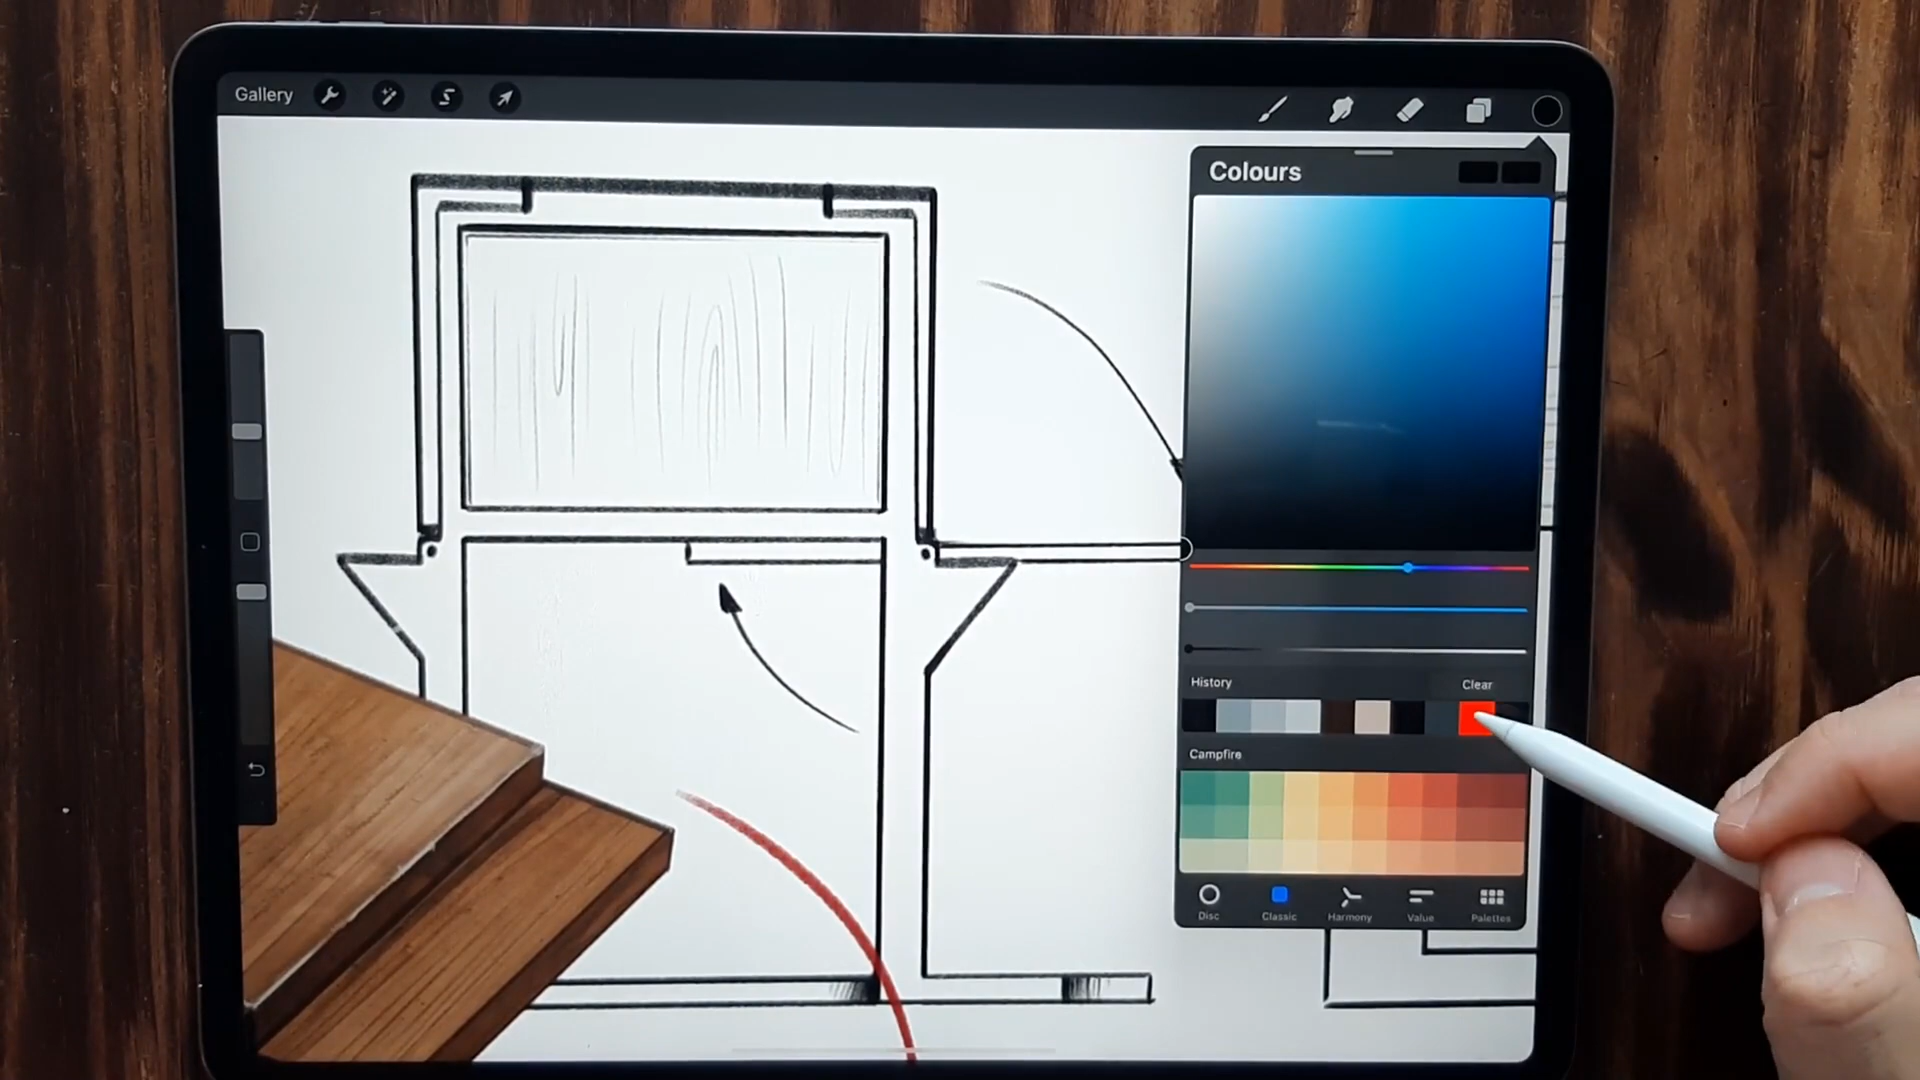 Gallery
Colours
History
Clear
Campfire
Disc
Classic
Harmony
Value
Palettes